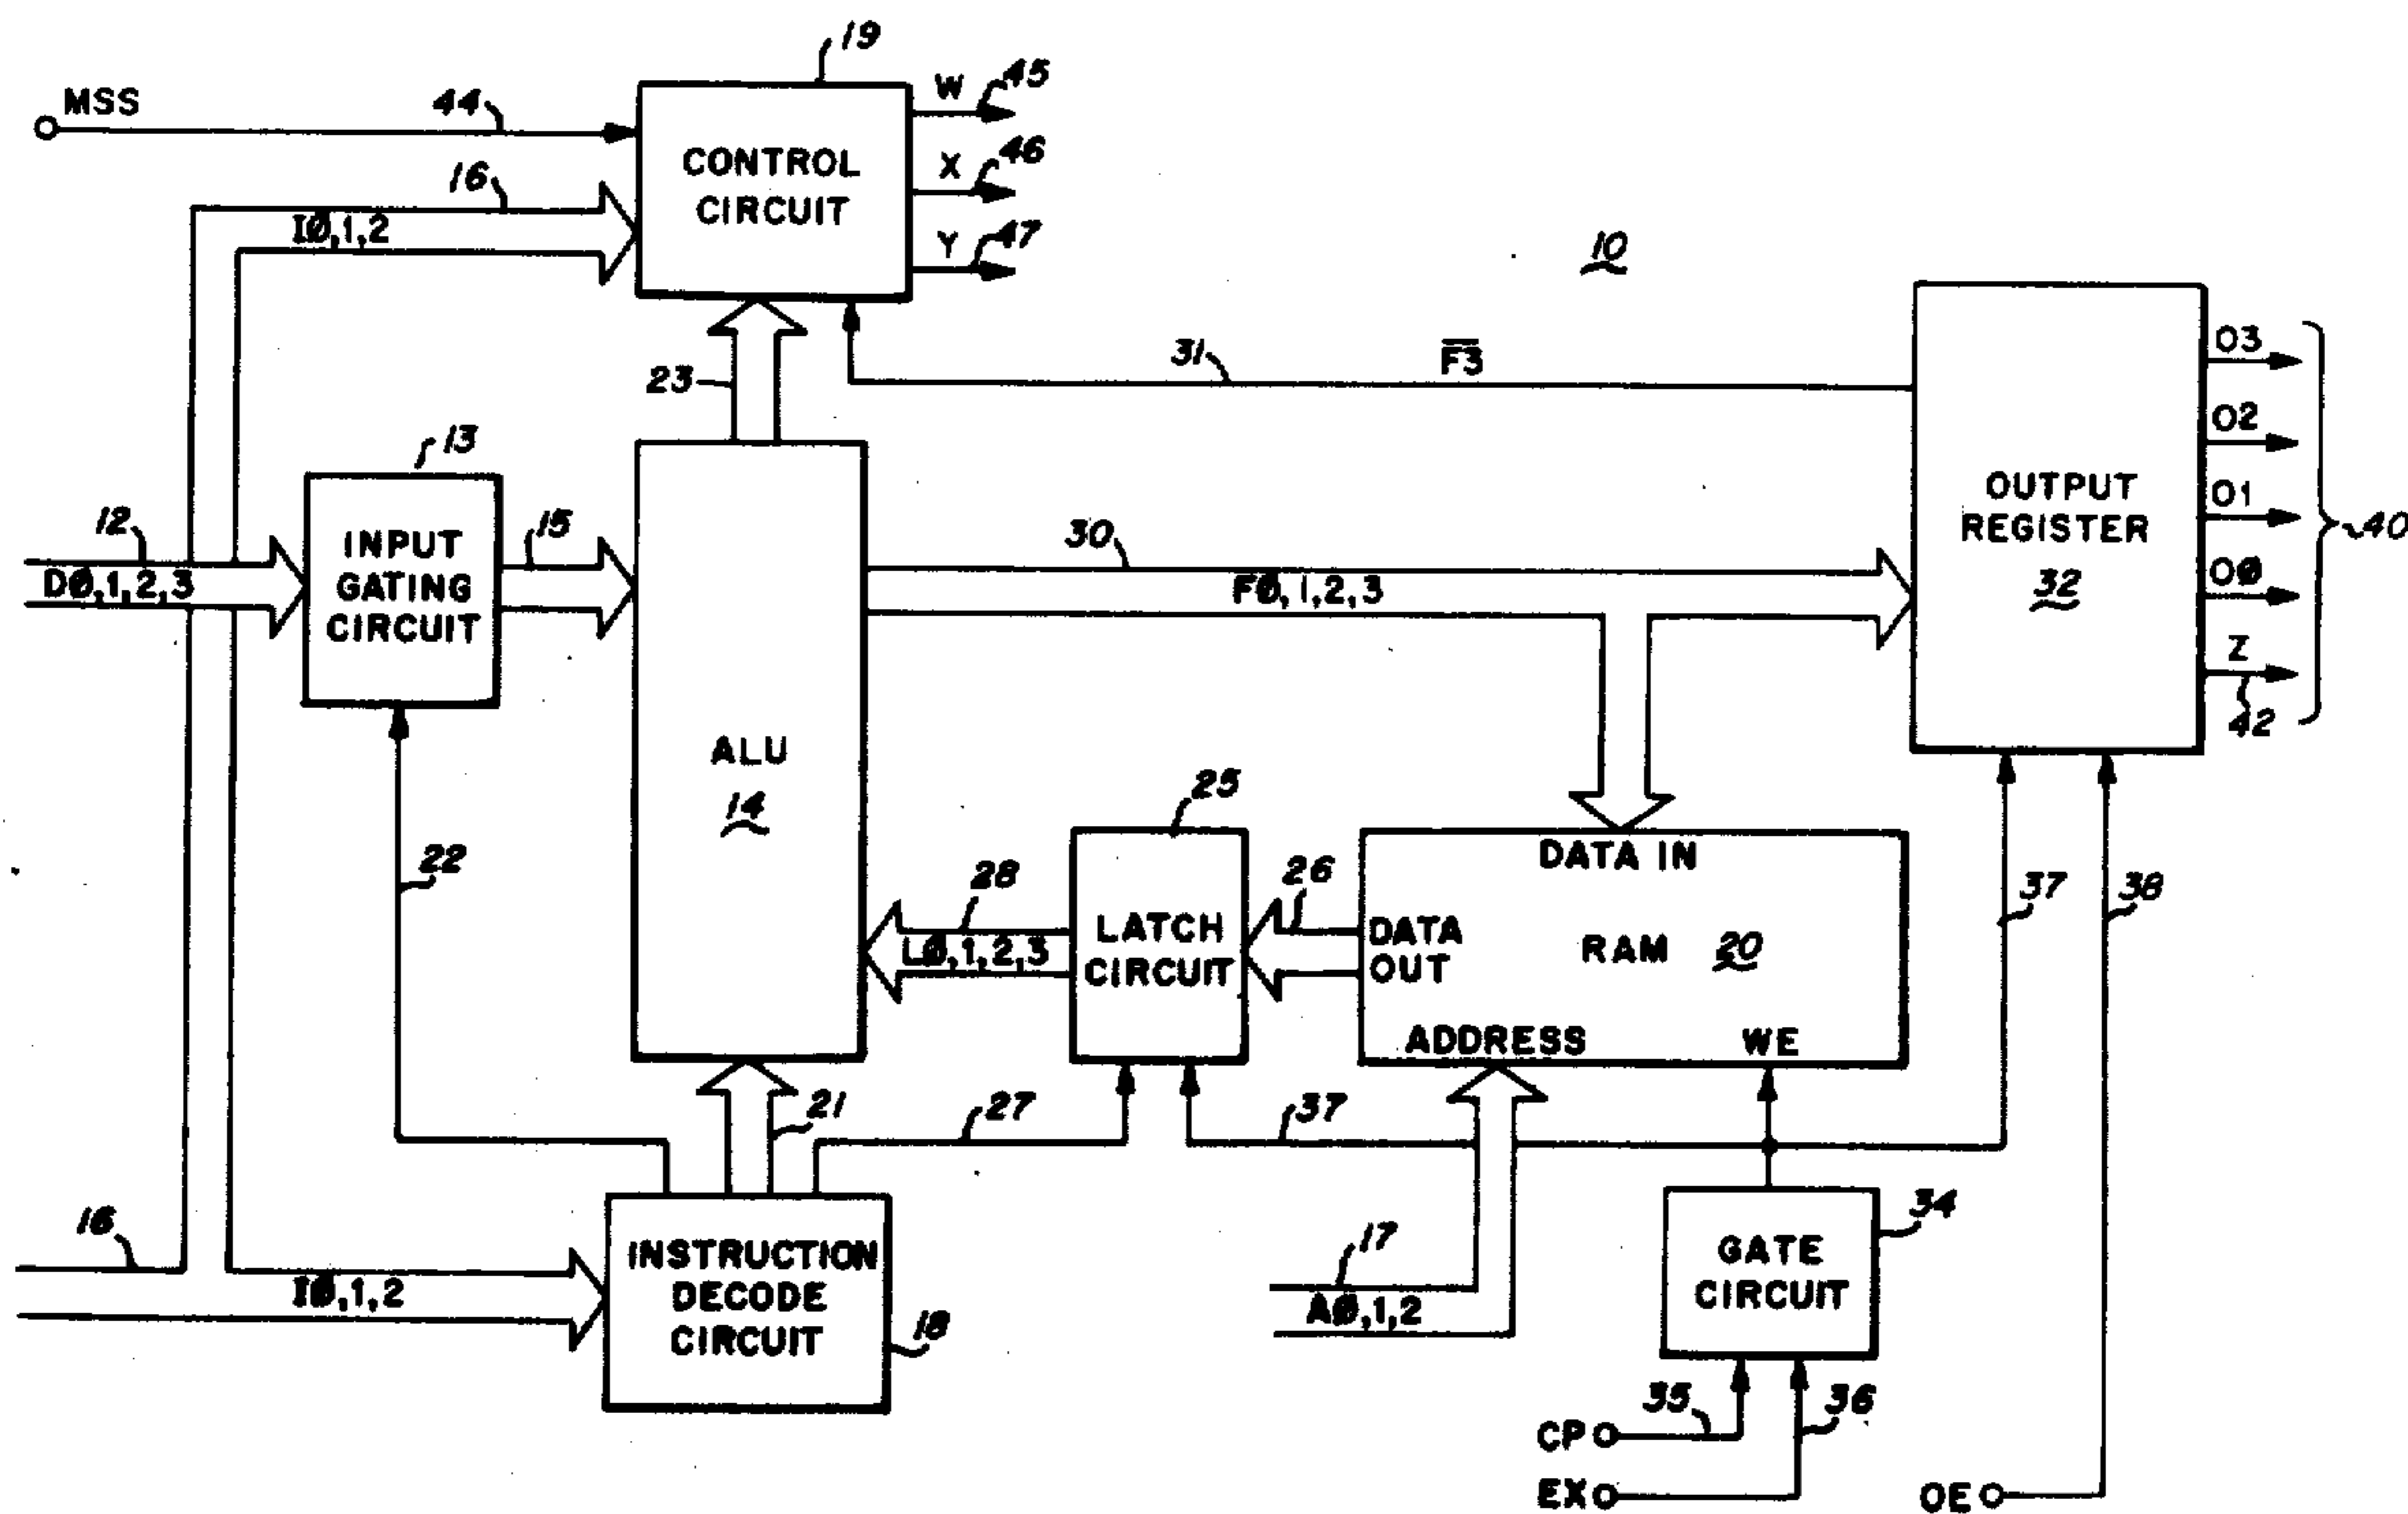 19
MSS
44
W
45
CONTROL
CIRCUIT
X
46
16
IØ,1,2
Y
47
10
23
31
F̅3̅
O3
O2
O1
OØ
Z
42
40
OUTPUT
REGISTER
32
13
12
DØ,1,2,3
INPUT
GATING
CIRCUIT
15
30
FØ,1,2,3
ALU
14
22
25
28
LØ,1,2,3
LATCH
CIRCUIT
26
DATA IN
DATA
OUT
RAM 20
ADDRESS
WE
37
38
21
27
37
16
IØ,1,2
INSTRUCTION
DECODE
CIRCUIT
18
17
AØ,1,2
34
GATE
CIRCUIT
35
36
CP
EX
OE